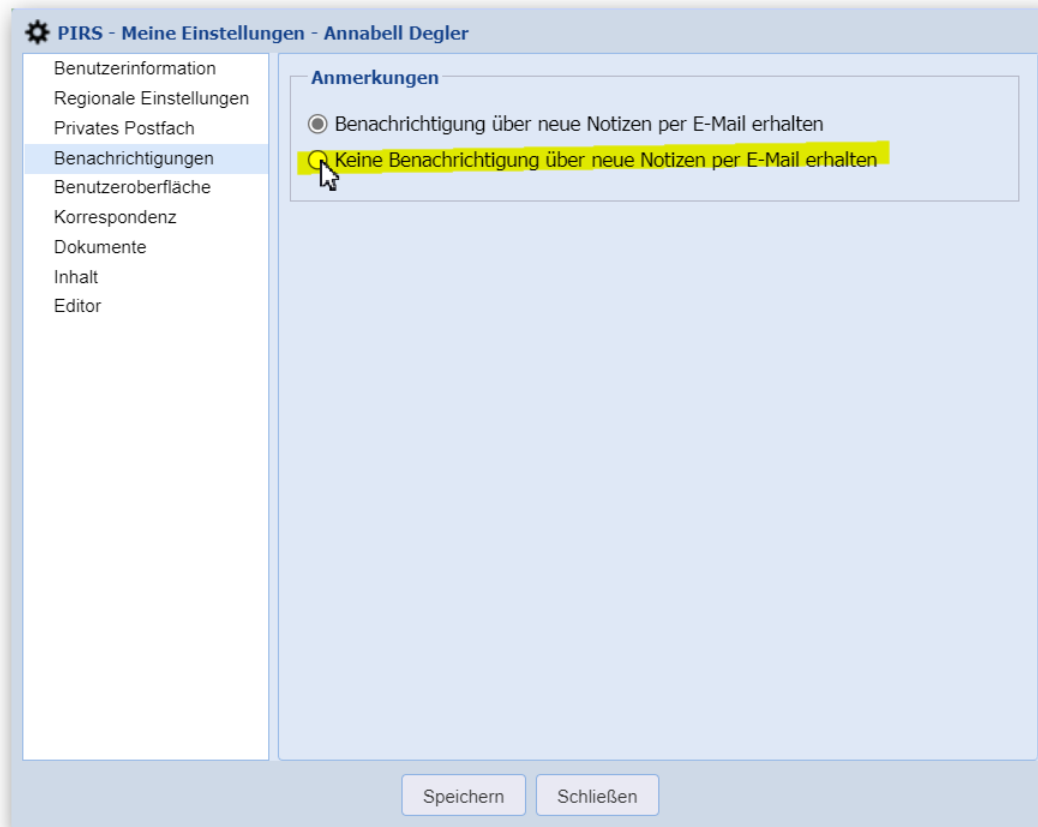 PIRS - Meine Einstellungen - Annabell Degler
Benutzerinformation
Regionale Einstellungen
Privates Postfach
Benachrichtigungen
Benutzeroberfläche
Korrespondenz
Dokumente
Inhalt
Editor
Anmerkungen
Benachrichtigung über neue Notizen per E-Mail erhalten
Keine Benachrichtigung über neue Notizen per E-Mail erhalten
Speichern
Schließen